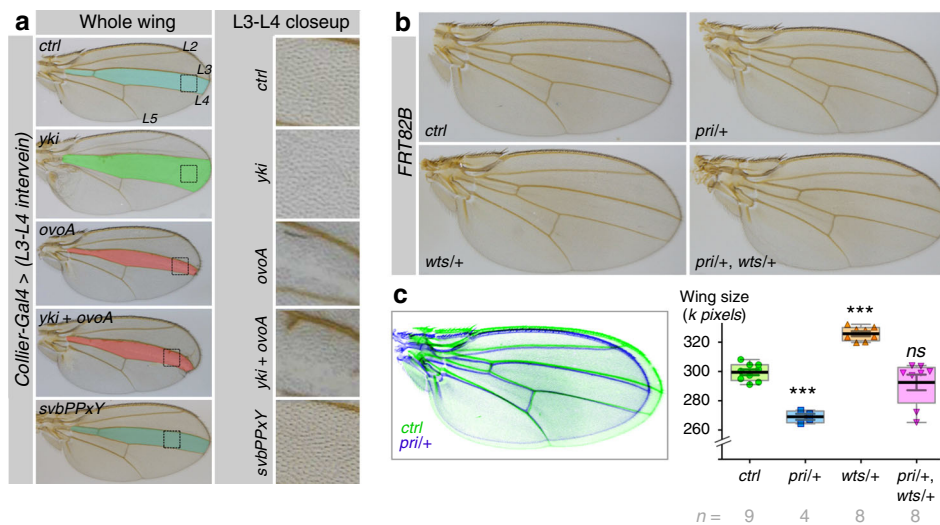 a
Whole wing
L3-L4 closeup
Collier-Gal4 > (L3-L4 intervein)
ctrl
L2
L3
L4
L5
yki
ovoA
yki + ovoA
svbPPxY
ctrl
yki
ovoA
yki + ovoA
svbPPxY
b
FRT82B
ctrl
pri/+
wts/+
pri/+, wts/+
c
ctrl
pri/+
Wing size
(k pixels)
320
300
280
260
***
***
ns
ctrl
pri/+
wts/+
pri/+,
wts/+
n = 9 4 8 8